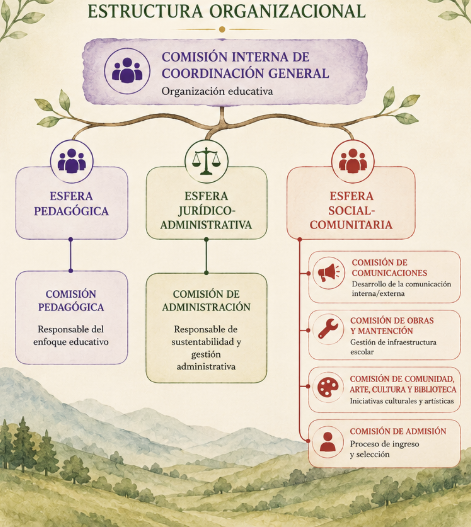 ESTRUCTURA ORGANIZACIONAL
COMISIÓN INTERNA DE
COORDINACIÓN GENERAL
Organización educativa
ESFERA
PEDAGÓGICA
COMISIÓN
PEDAGÓGICA
Responsable del
enfoque educativo
ESFERA
JURÍDICO-
ADMINISTRATIVA
COMISIÓN DE
ADMINISTRACIÓN
Responsable de
sustentabilidad y
gestión
administrativa
ESFERA
SOCIAL-
COMUNITARIA
COMISIÓN DE
COMUNICACIONES
Desarrollo de la comunicación
interna/externa
COMISIÓN DE OBRAS
Y MANTENCIÓN
Gestión de infraestructura
escolar
COMISIÓN DE COMUNIDAD,
ARTE, CULTURA Y BIBLIOTECA
Iniciativas culturales y artísticas
COMISIÓN DE ADMISIÓN
Proceso de ingreso
y selección